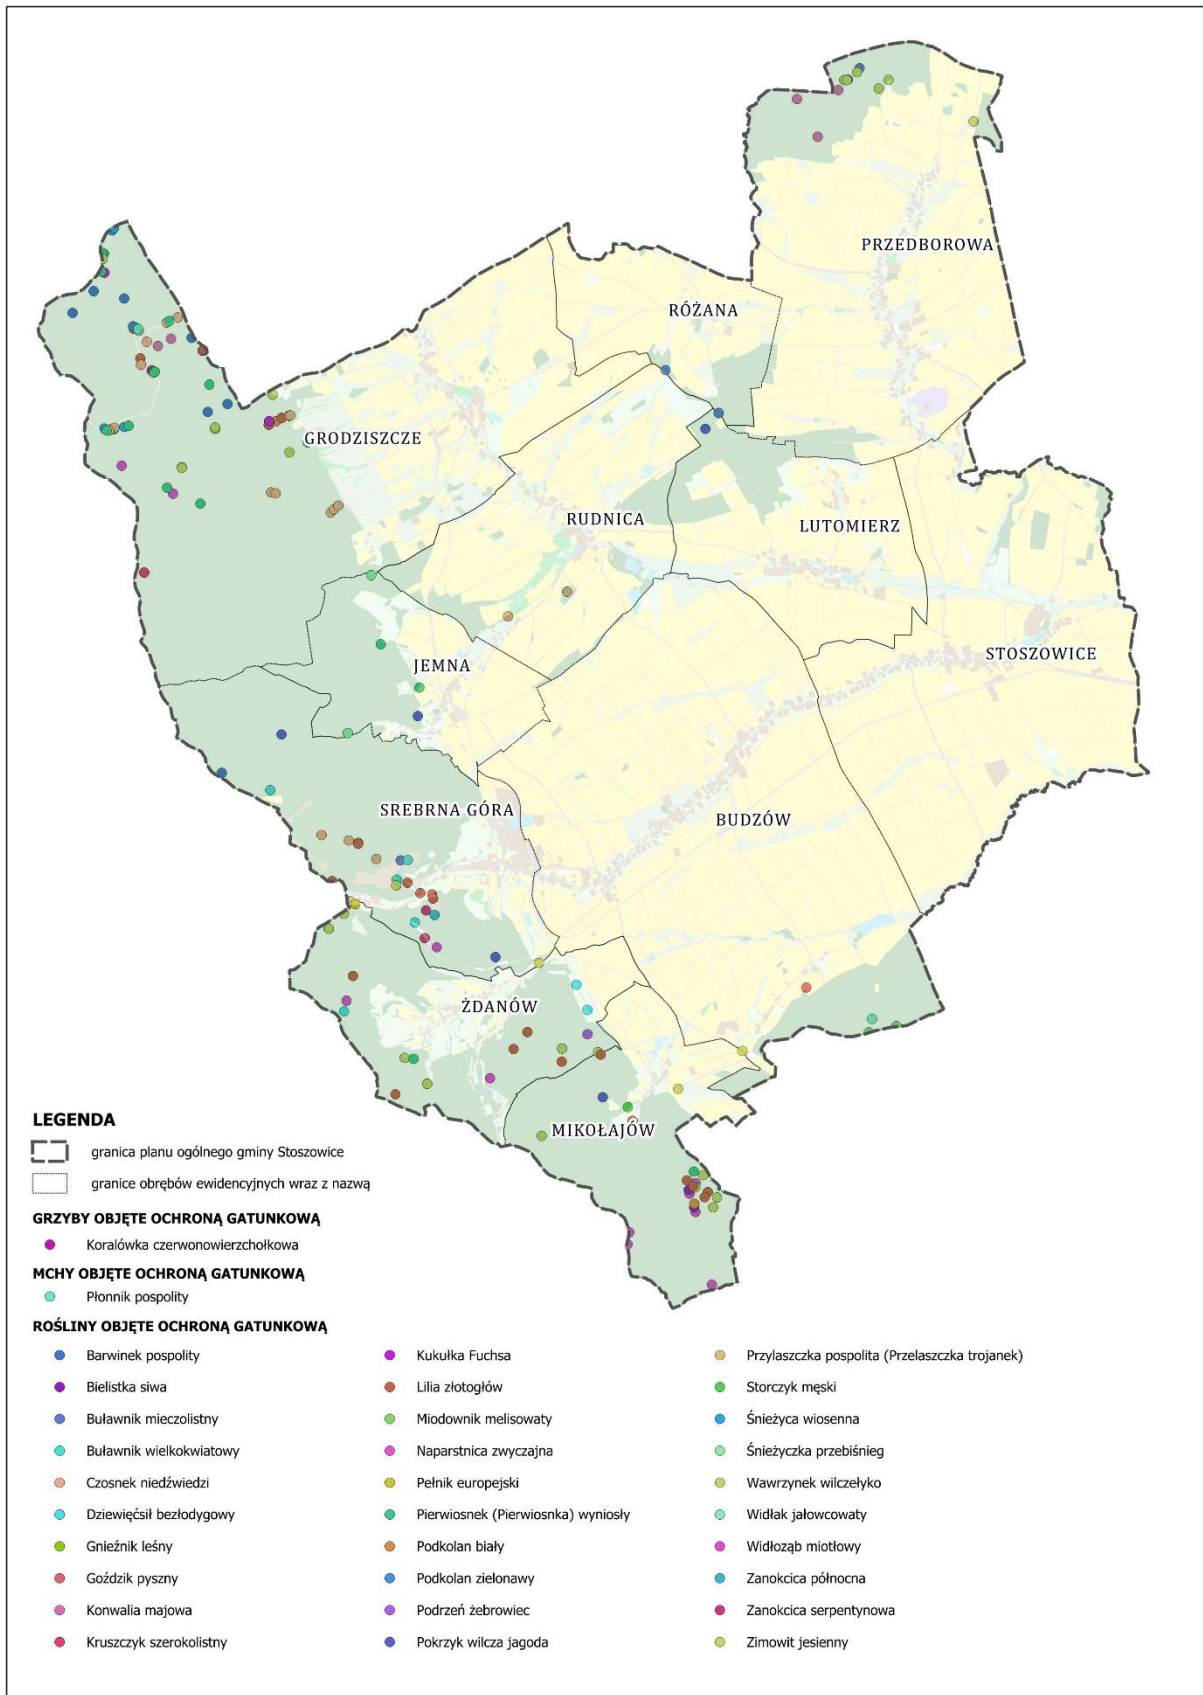 PRZEDBOROWA
RÓŻANA
GRODZISZCZE
RUDNICA
LUTOMIERZ
JEMNA
STOSZOWICE
SREBRNA GÓRA
BUDZÓW
ŻDANÓW
MIKOŁAJÓW
LEGENDA
granica planu ogólnego gminy Stoszowice
granice obrębów ewidencyjnych wraz z nazwą
GRZYBY OBJĘTE OCHRONĄ GATUNKOWĄ
Koralówka czerwonowierzchołkowa
MCHY OBJĘTE OCHRONĄ GATUNKOWĄ
Płonnik pospolity
ROŚLINY OBJĘTE OCHRONĄ GATUNKOWĄ
Barwinek pospolity
Bielistka siwa
Buławnik mieczolistny
Buławnik wielkokwiatowy
Czosnek niedźwiedzi
Dziewięćsił bezłodygowy
Gnieźnik leśny
Goździk pyszny
Konwalia majowa
Kruszczyk szerokolistny
Kukułka Fuchsa
Lilia złotogłów
Miodownik melisowaty
Naparstnica zwyczajna
Pełnik europejski
Pierwiosnek (Pierwiosnka) wyniosły
Podkolan biały
Podkolan zielonawy
Podrzeń żebrowiec
Pokrzyk wilcza jagoda
Przylaszczka pospolita (Przelaszczka trojanek)
Storczyk męski
Śnieżyca wiosenna
Śnieżyczka przebiśnieg
Wawrzynek wilczełyko
Widłak jałowcowaty
Widłoząb miotłowy
Zanokcica północna
Zanokcica serpentynowa
Zimowit jesienny